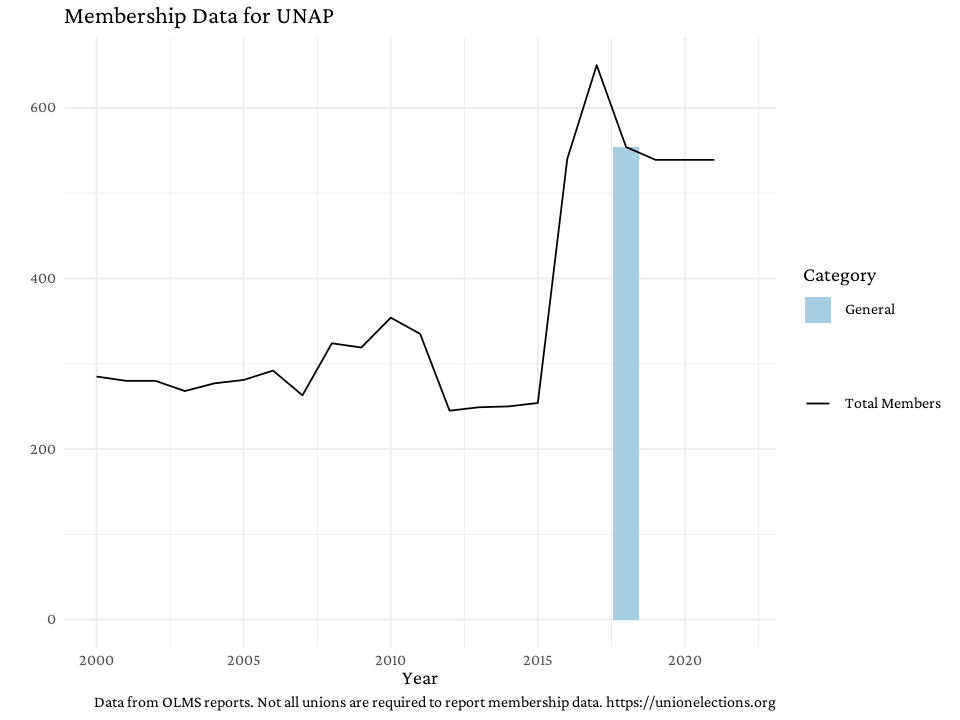 Membership Data for UNAP
600
400
200
0
2000 2005 2010 2015 2020
Year
Category
General
Total Members
Data from OLMS reports. Not all unions are required to report membership data. https://unionelections.org